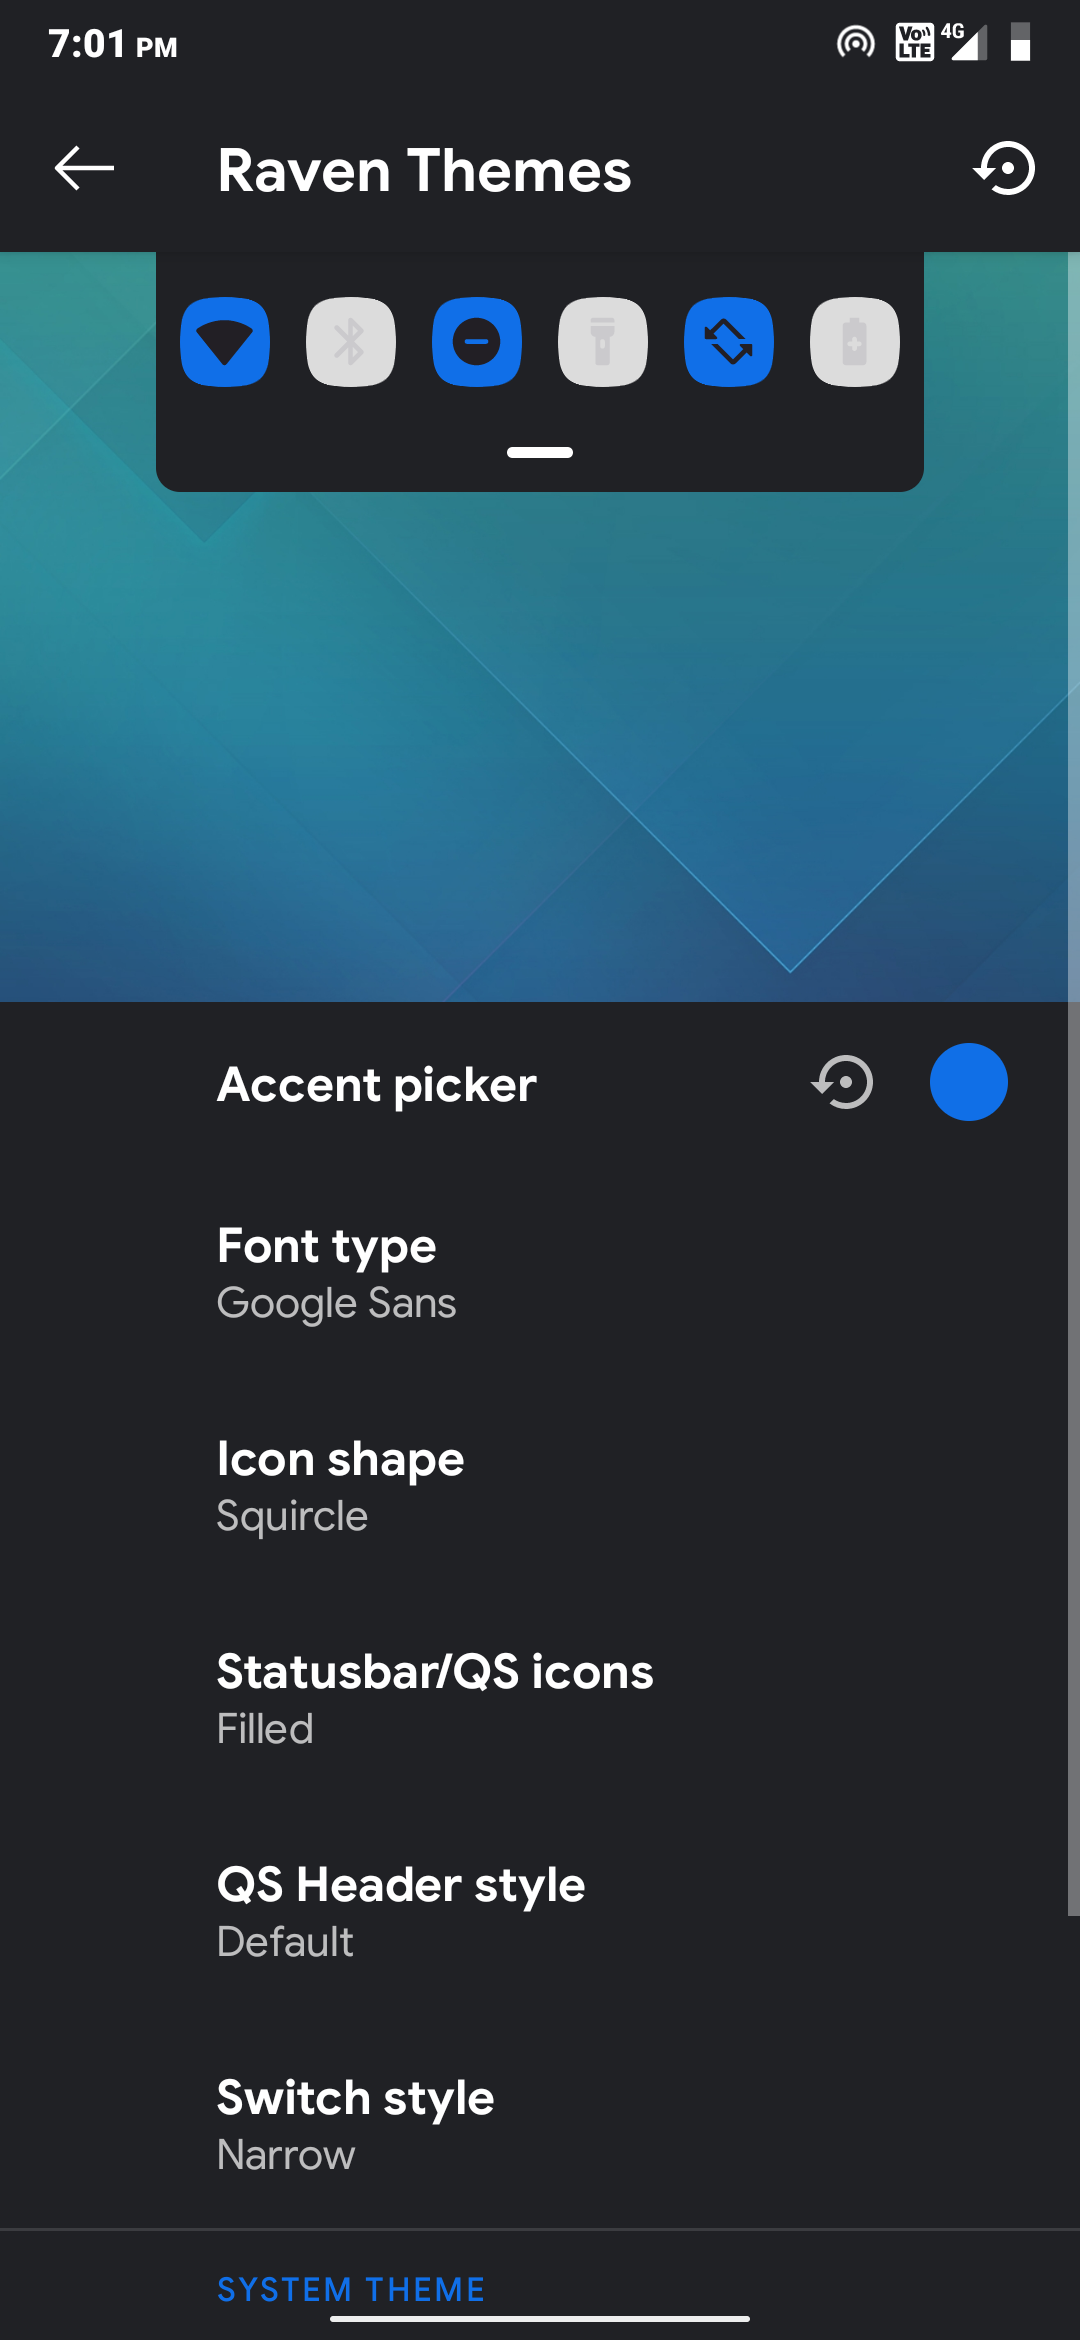 7:01 PM
Vo LTE 4G
Raven Themes
Accent picker
Font type
Google Sans
Icon shape
Squircle
Statusbar/QS icons
Filled
QS Header style
Default
Switch style
Narrow
SYSTEM THEME